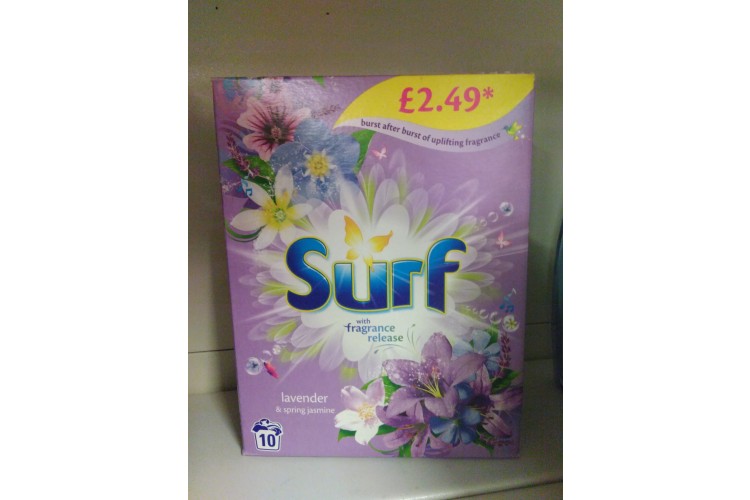 £2.49*
burst after burst of uplifting fragrance
Surf
with
fragrance
release
lavender
& spring jasmine
10